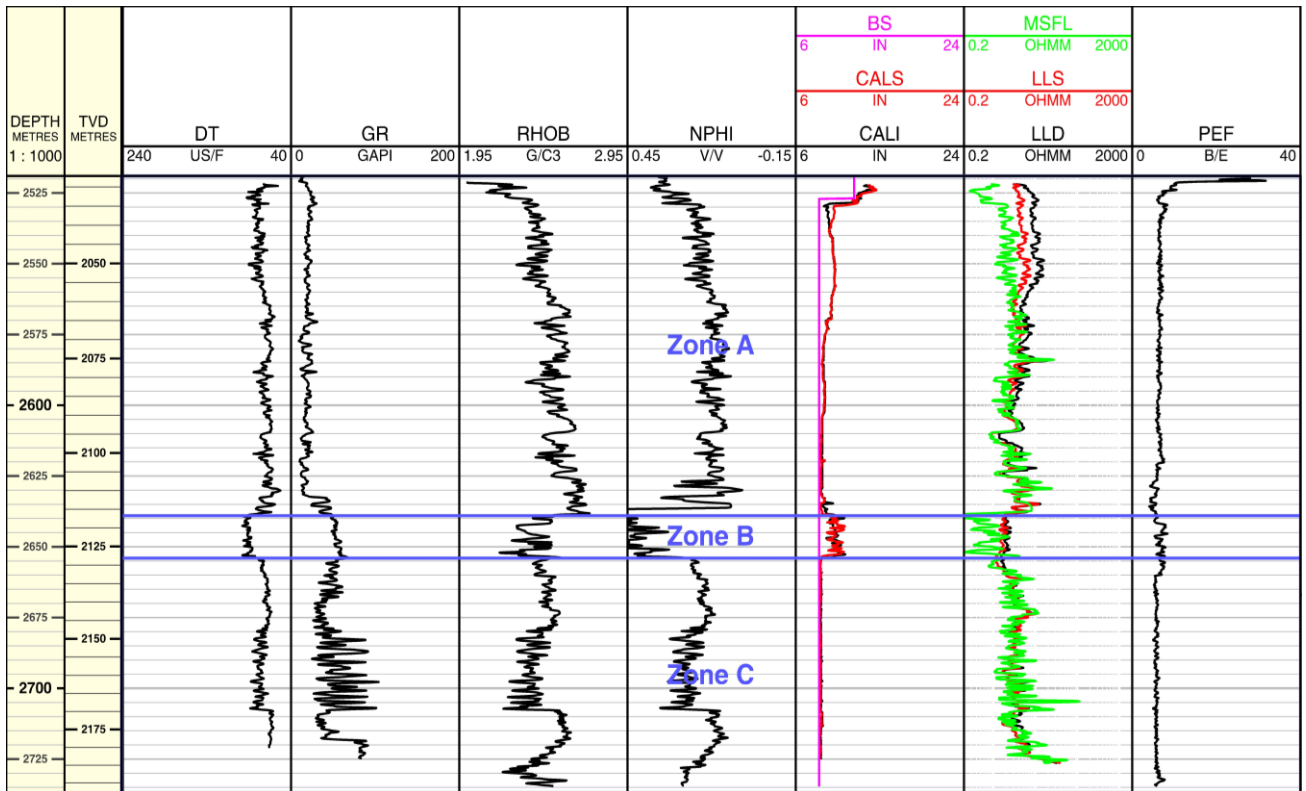 BS
6 IN 24
MSFL
0.2 OHMM 2000
CALS
6 IN 24
LLS
0.2 OHMM 2000
DEPTH
METRES
1 : 1000
TVD
METRES
DT
240 US/F 40
GR
0 GAPI 200
RHOB
1.95 G/C3 2.95
NPHI
0.45 V/V -0.15
CALI
6 IN 24
LLD
0.2 OHMM 2000
PEF
0 B/E 40
2525
2550
2050
2575
2075
Zone A
2600
2100
2625
Zone B
2650
2125
2675
2150
Zone C
2700
2175
2725